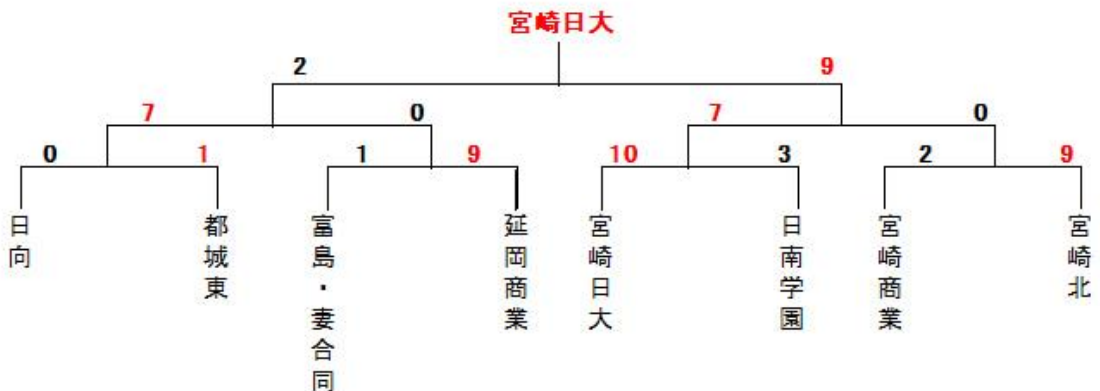 宮崎日大
2 9
7 0 7 0
0 1 1 9 10 3 2 9
日向
都城東
富島・妻合同
延岡商業
宮崎日大
日南学園
宮崎商業
宮崎北